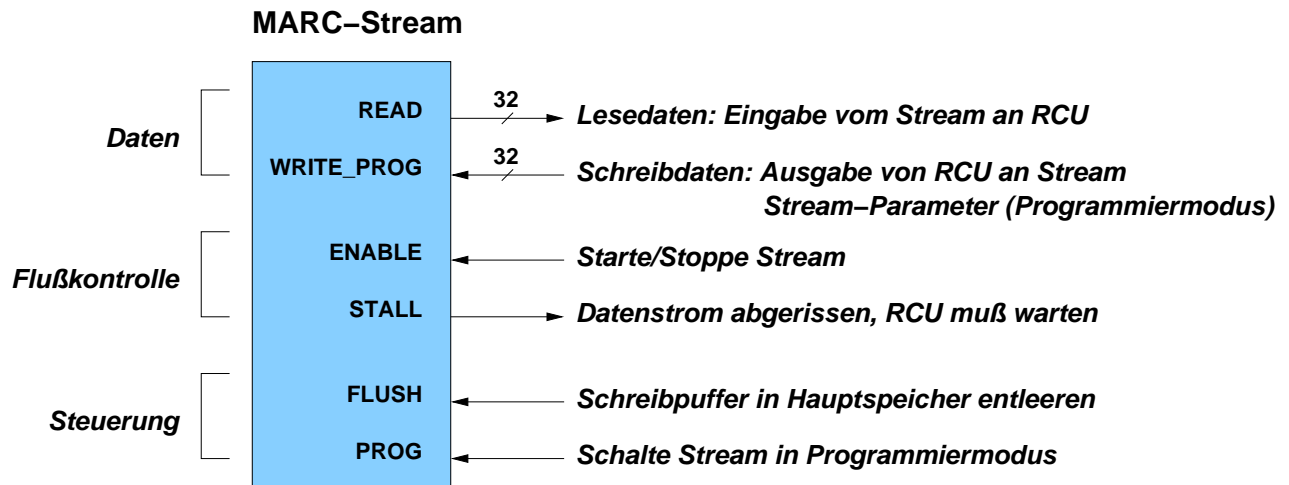 MARC−Stream
Daten
READ
32
Lesedaten: Eingabe vom Stream an RCU
WRITE_PROG
32
Schreibdaten: Ausgabe von RCU an Stream
Stream−Parameter (Programmiermodus)
Flußkontrolle
ENABLE
Starte/Stoppe Stream
STALL
Datenstrom abgerissen, RCU muß warten
Steuerung
FLUSH
Schreibpuffer in Hauptspeicher entleeren
PROG
Schalte Stream in Programmiermodus